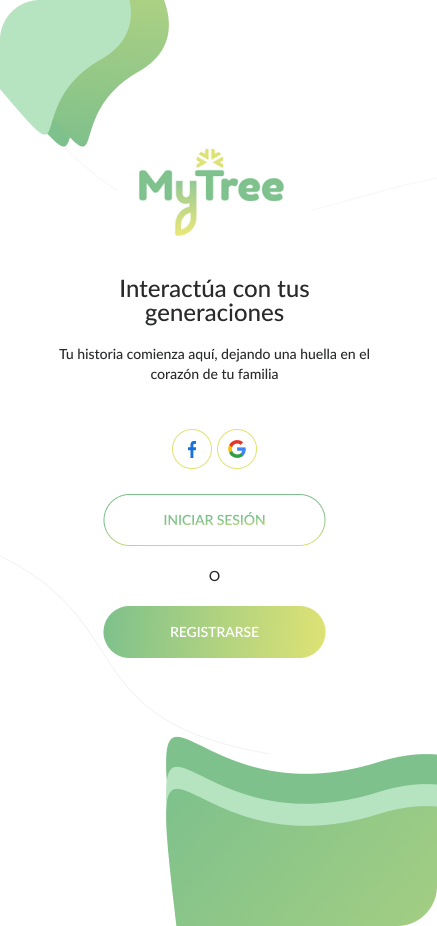 MyTree
Interactúa con tus
generaciones
Tu historia comienza aquí, dejando una huella en el
corazón de tu familia
INICIAR SESIÓN
O
REGISTRARSE